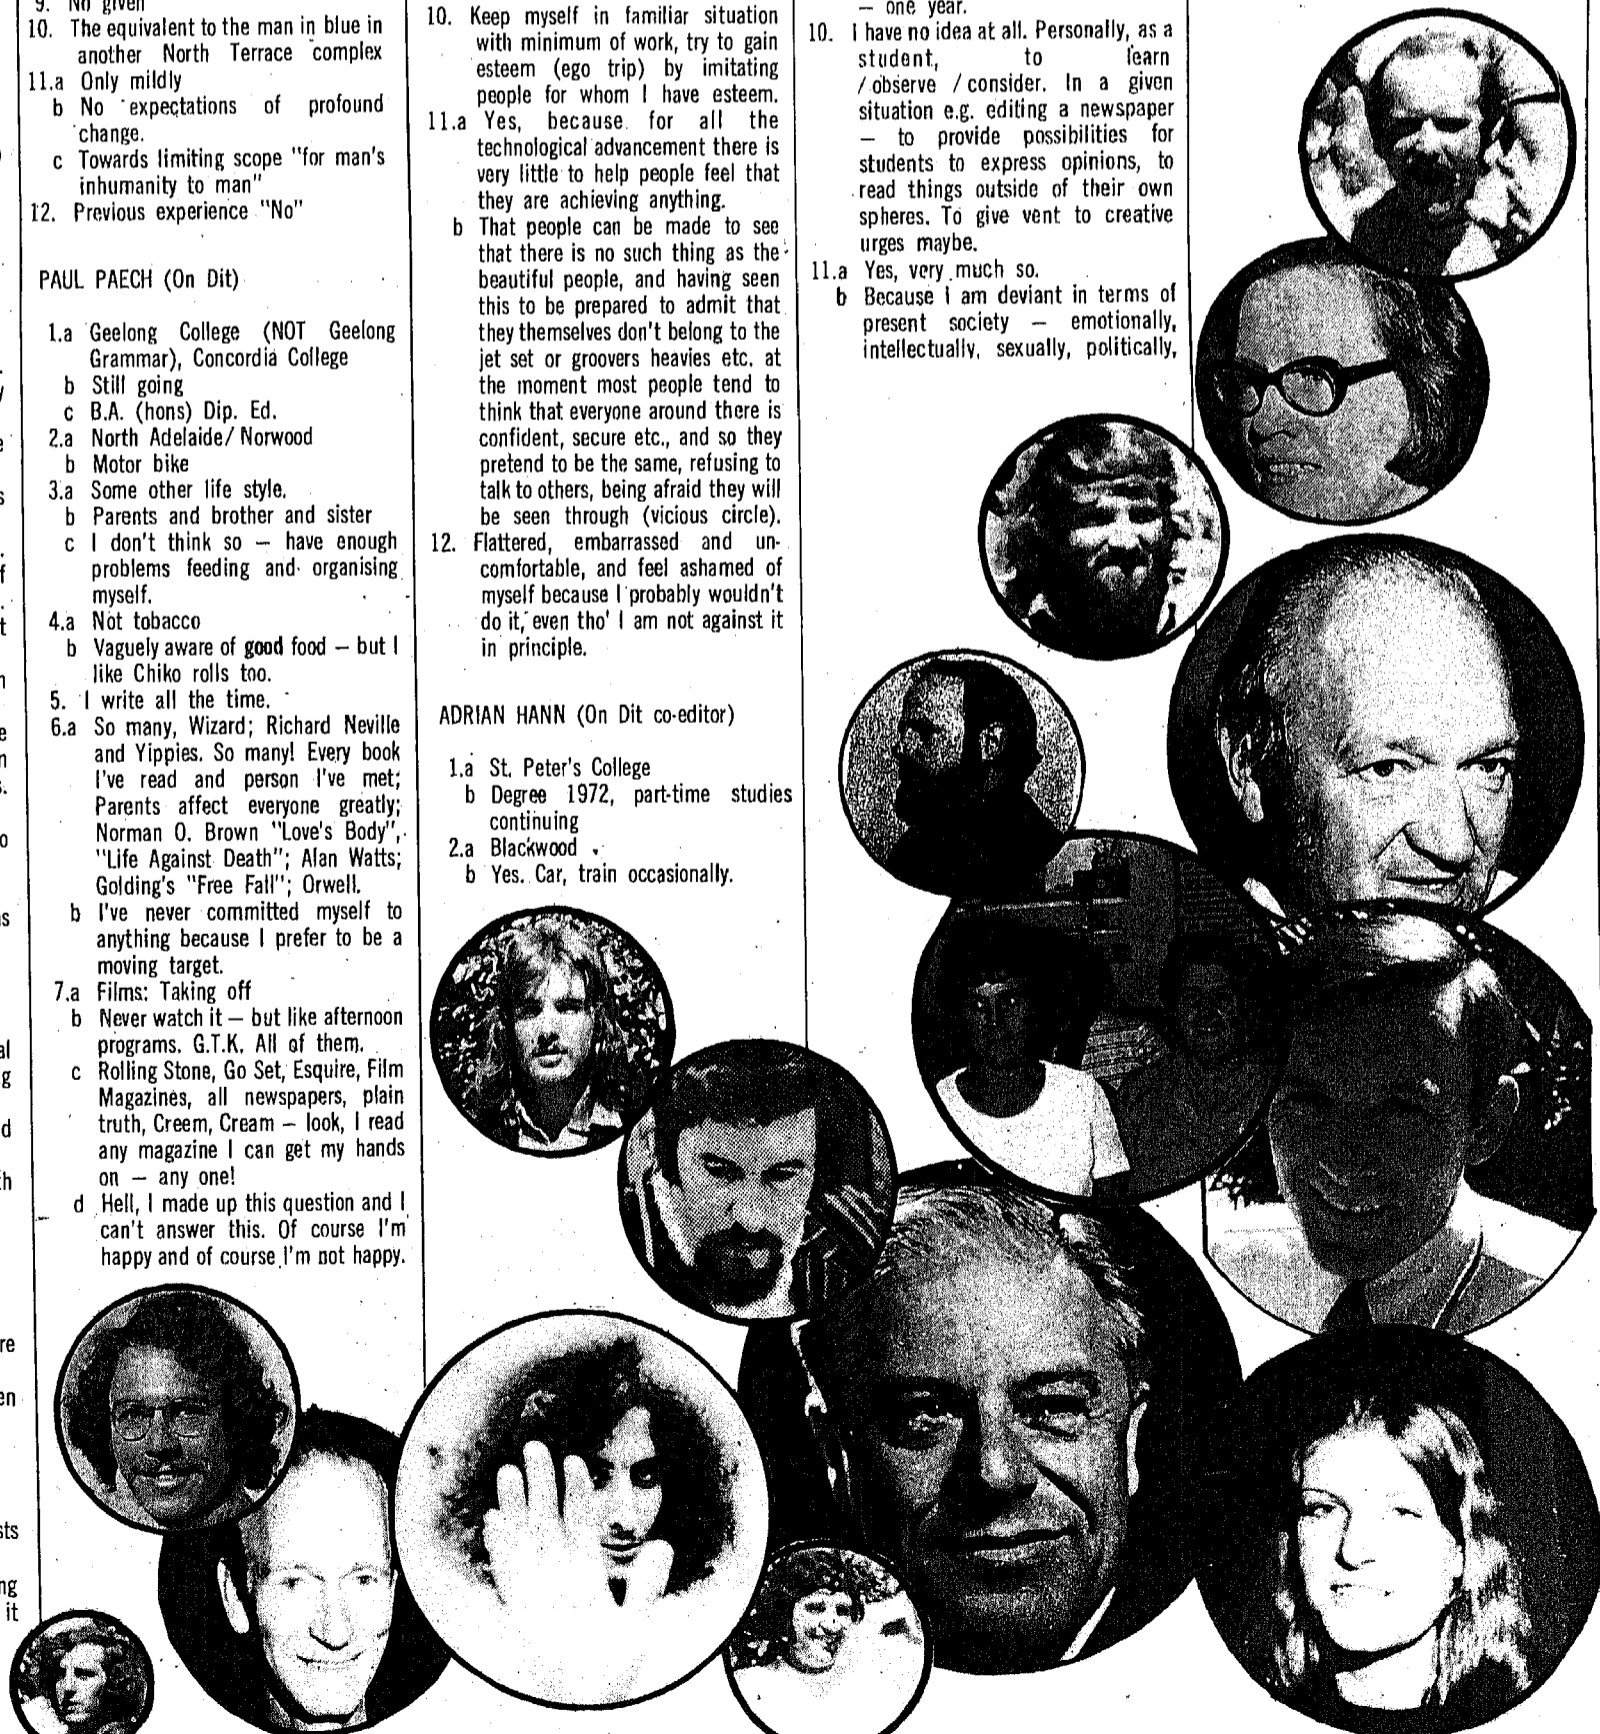 9. No given
10. The equivalent to the man in blue in
another North Terrace complex
11.a Only mildly
b No expectations of profound
change.
c Towards limiting scope "for man's
inhumanity to man"
12. Previous experience "No"
PAUL PAECH (On Dit)
1.a Geelong College (NOT Geelong
Grammar), Concordia College
b Still going
c B.A. (hons) Dip. Ed.
2.a North Adelaide/ Norwood
b Motor bike
3.a Some other life style.
b Parents and brother and sister
c I don't think so — have enough
problems feeding and organising
myself.
4.a Not tobacco
b Vaguely aware of good food — but I
like Chiko rolls too.
5. I write all the time.
6.a So many, Wizard; Richard Neville
and Yippies. So many! Every book
I've read and person I've met;
Parents affect everyone greatly;
Norman O. Brown "Love's Body",
"Life Against Death"; Alan Watts;
Golding's "Free Fall"; Orwell.
b I've never committed myself to
anything because I prefer to be a
moving target.
7.a Films: Taking off
b Never watch it — but like afternoon
programs. G.T.K. All of them.
c Rolling Stone, Go Set, Esquire, Film
Magazines, all newspapers, plain
truth, Creem, Cream — look, I read
any magazine I can get my hands
on — any one!
d Hell, I made up this question and I
can't answer this. Of course I'm
happy and of course I'm not happy.
10. Keep myself in familiar situation
with minimum of work, try to gain
esteem (ego trip) by imitating
people for whom I have esteem.
11.a Yes, because for all the
technological advancement there is
very little to help people feel that
they are achieving anything.
b That people can be made to see
that there is no such thing as the
beautiful people, and having seen
this to be prepared to admit that
they themselves don't belong to the
jet set or groovers heavies etc. at
the moment most people tend to
think that everyone around there is
confident, secure etc., and so they
pretend to be the same, refusing to
talk to others, being afraid they will
be seen through (vicious circle).
12. Flattered, embarrassed and un-
comfortable, and feel ashamed of
myself because I probably wouldn't
do it, even tho' I am not against it
in principle.
ADRIAN HANN (On Dit co-editor)
1.a St. Peter's College
b Degree 1972, part-time studies
continuing
2.a Blackwood
b Yes. Car, train occasionally.
— one year.
10. I have no idea at all. Personally, as a
student, to learn
/ observe / consider. In a given
situation e.g. editing a newspaper
— to provide possibilities for
students to express opinions, to
read things outside of their own
spheres. To give vent to creative
urges maybe.
11.a Yes, very much so.
b Because I am deviant in terms of
present society — emotionally,
intellectually, sexually, politically,